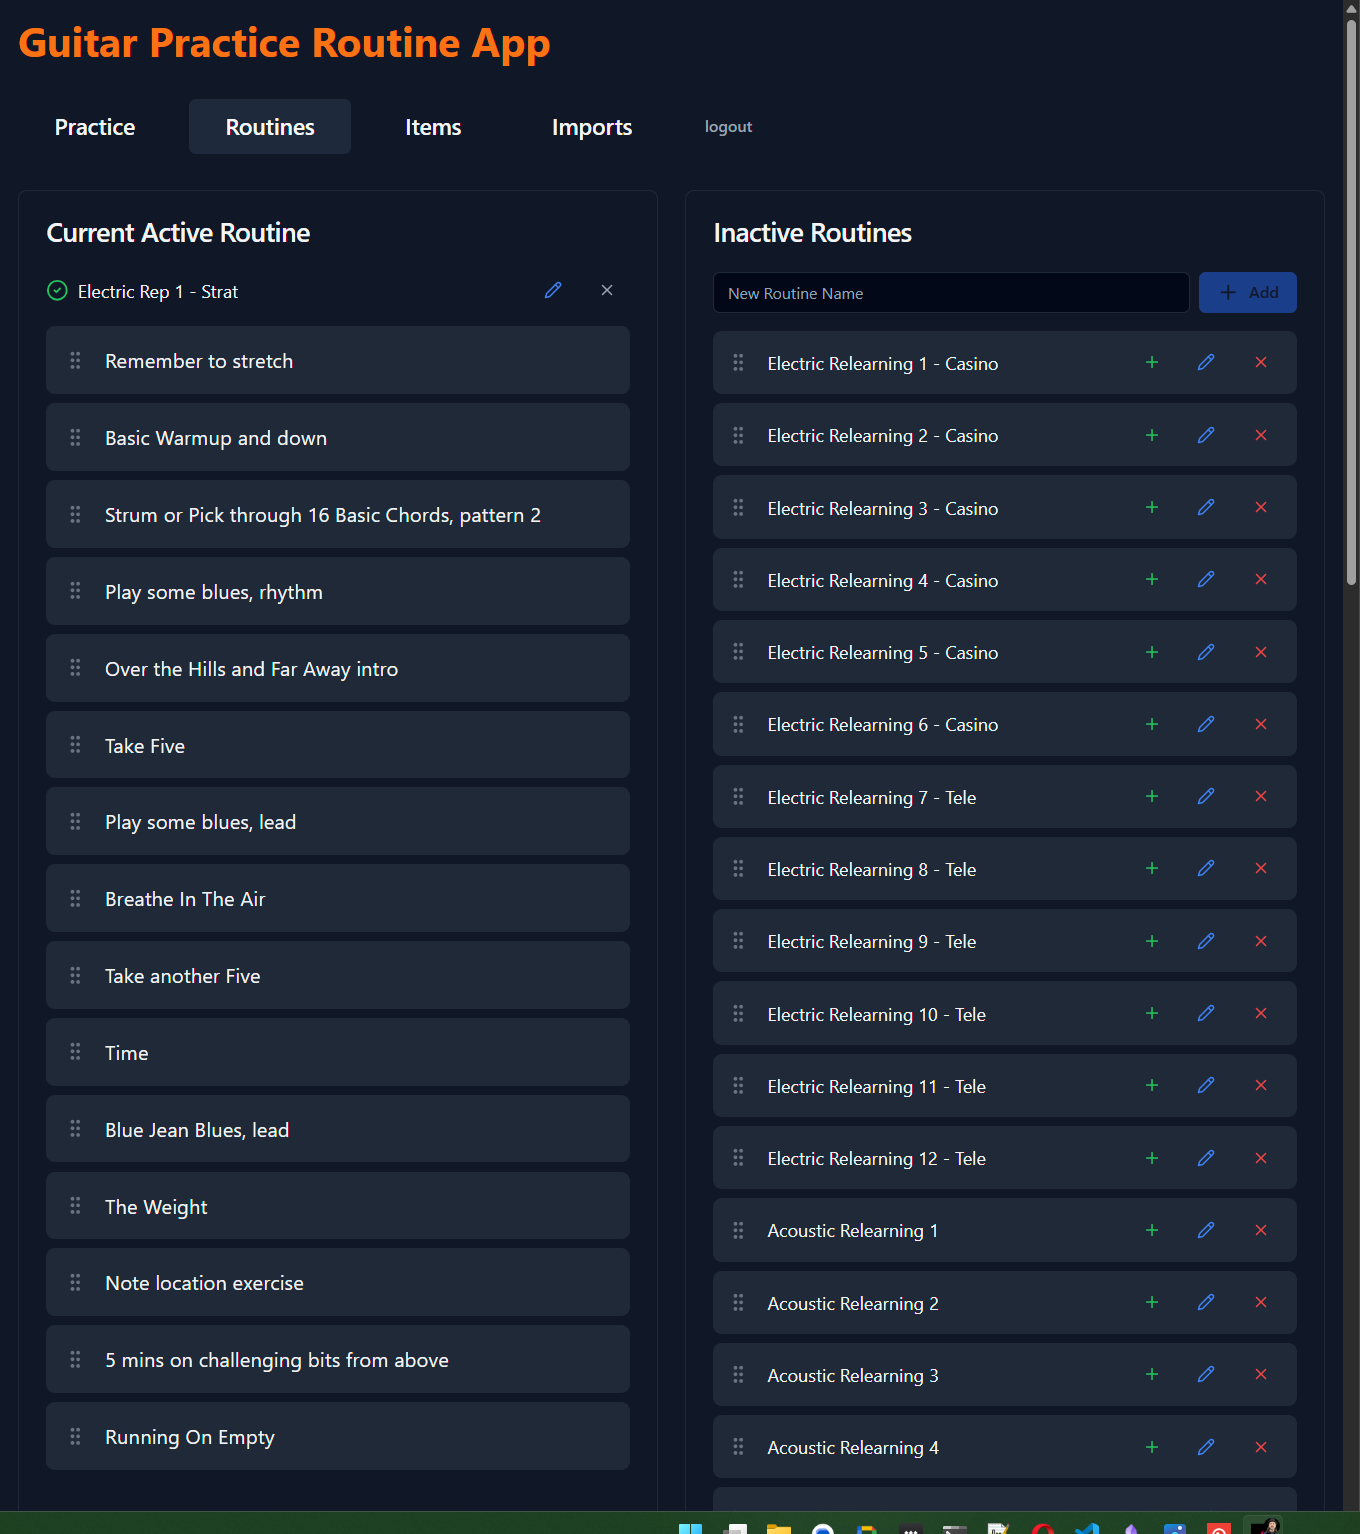 Guitar Practice Routine App
Practice
Routines
Items
Imports
logout
Current Active Routine
Electric Rep 1 - Strat
Remember to stretch
Basic Warmup and down
Strum or Pick through 16 Basic Chords, pattern 2
Play some blues, rhythm
Over the Hills and Far Away intro
Take Five
Play some blues, lead
Breathe In The Air
Take another Five
Time
Blue Jean Blues, lead
The Weight
Note location exercise
5 mins on challenging bits from above
Running On Empty
Inactive Routines
New Routine Name
Add
Electric Relearning 1 - Casino
Electric Relearning 2 - Casino
Electric Relearning 3 - Casino
Electric Relearning 4 - Casino
Electric Relearning 5 - Casino
Electric Relearning 6 - Casino
Electric Relearning 7 - Tele
Electric Relearning 8 - Tele
Electric Relearning 9 - Tele
Electric Relearning 10 - Tele
Electric Relearning 11 - Tele
Electric Relearning 12 - Tele
Acoustic Relearning 1
Acoustic Relearning 2
Acoustic Relearning 3
Acoustic Relearning 4